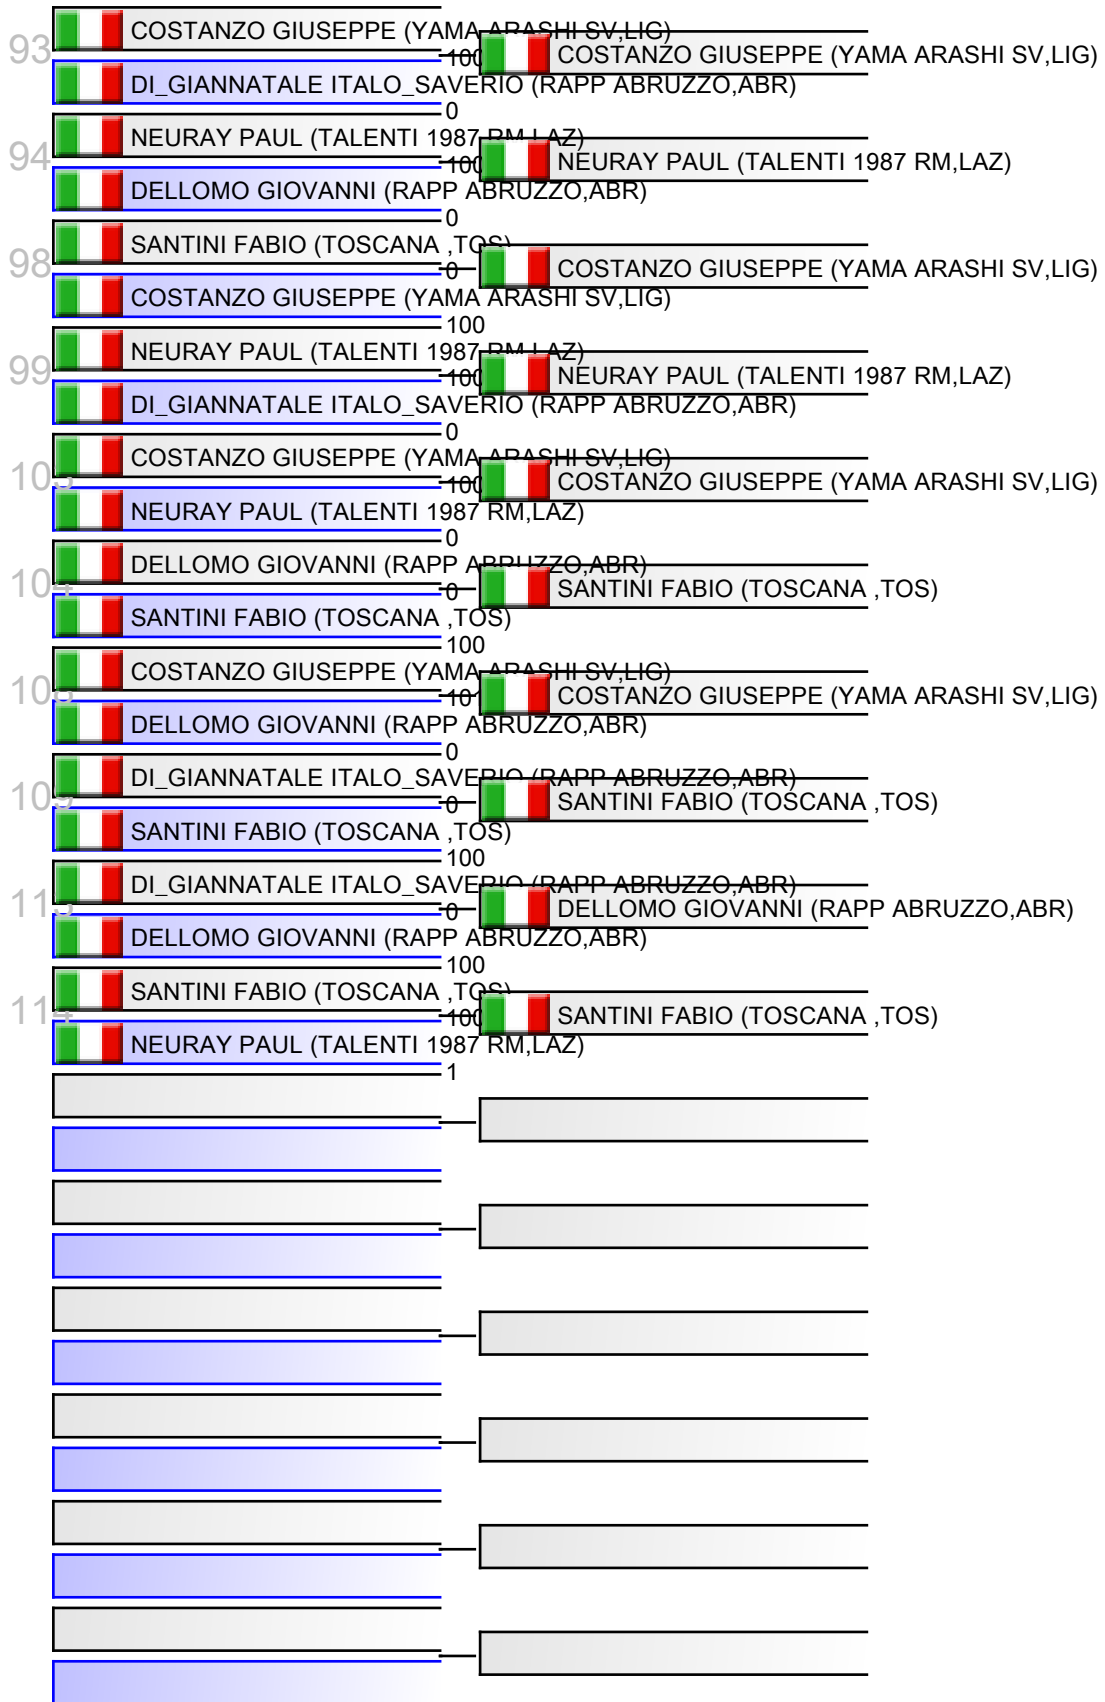 93
COSTANZO GIUSEPPE (YAMA ARASHI SV,LIG)
100
COSTANZO GIUSEPPE (YAMA ARASHI SV,LIG)
DI_GIANNATALE ITALO_SAVERIO (RAPP ABRUZZO,ABR)
0
94
NEURAY PAUL (TALENTI 1987 RM,LAZ)
100
NEURAY PAUL (TALENTI 1987 RM,LAZ)
DELLOMO GIOVANNI (RAPP ABRUZZO,ABR)
0
98
SANTINI FABIO (TOSCANA ,TOS)
0
COSTANZO GIUSEPPE (YAMA ARASHI SV,LIG)
COSTANZO GIUSEPPE (YAMA ARASHI SV,LIG)
100
99
NEURAY PAUL (TALENTI 1987 RM,LAZ)
100
NEURAY PAUL (TALENTI 1987 RM,LAZ)
DI_GIANNATALE ITALO_SAVERIO (RAPP ABRUZZO,ABR)
0
103
COSTANZO GIUSEPPE (YAMA ARASHI SV,LIG)
100
COSTANZO GIUSEPPE (YAMA ARASHI SV,LIG)
NEURAY PAUL (TALENTI 1987 RM,LAZ)
0
104
DELLOMO GIOVANNI (RAPP ABRUZZO,ABR)
0
SANTINI FABIO (TOSCANA ,TOS)
SANTINI FABIO (TOSCANA ,TOS)
100
108
COSTANZO GIUSEPPE (YAMA ARASHI SV,LIG)
COSTANZO GIUSEPPE (YAMA ARASHI SV,LIG)
DELLOMO GIOVANNI (RAPP ABRUZZO,ABR)
0
109
DI_GIANNATALE ITALO_SAVERIO (RAPP ABRUZZO,ABR)
0
SANTINI FABIO (TOSCANA ,TOS)
SANTINI FABIO (TOSCANA ,TOS)
100
113
DI_GIANNATALE ITALO_SAVERIO (RAPP ABRUZZO,ABR)
0
DELLOMO GIOVANNI (RAPP ABRUZZO,ABR)
DELLOMO GIOVANNI (RAPP ABRUZZO,ABR)
100
114
SANTINI FABIO (TOSCANA ,TOS)
100
SANTINI FABIO (TOSCANA ,TOS)
NEURAY PAUL (TALENTI 1987 RM,LAZ)
1